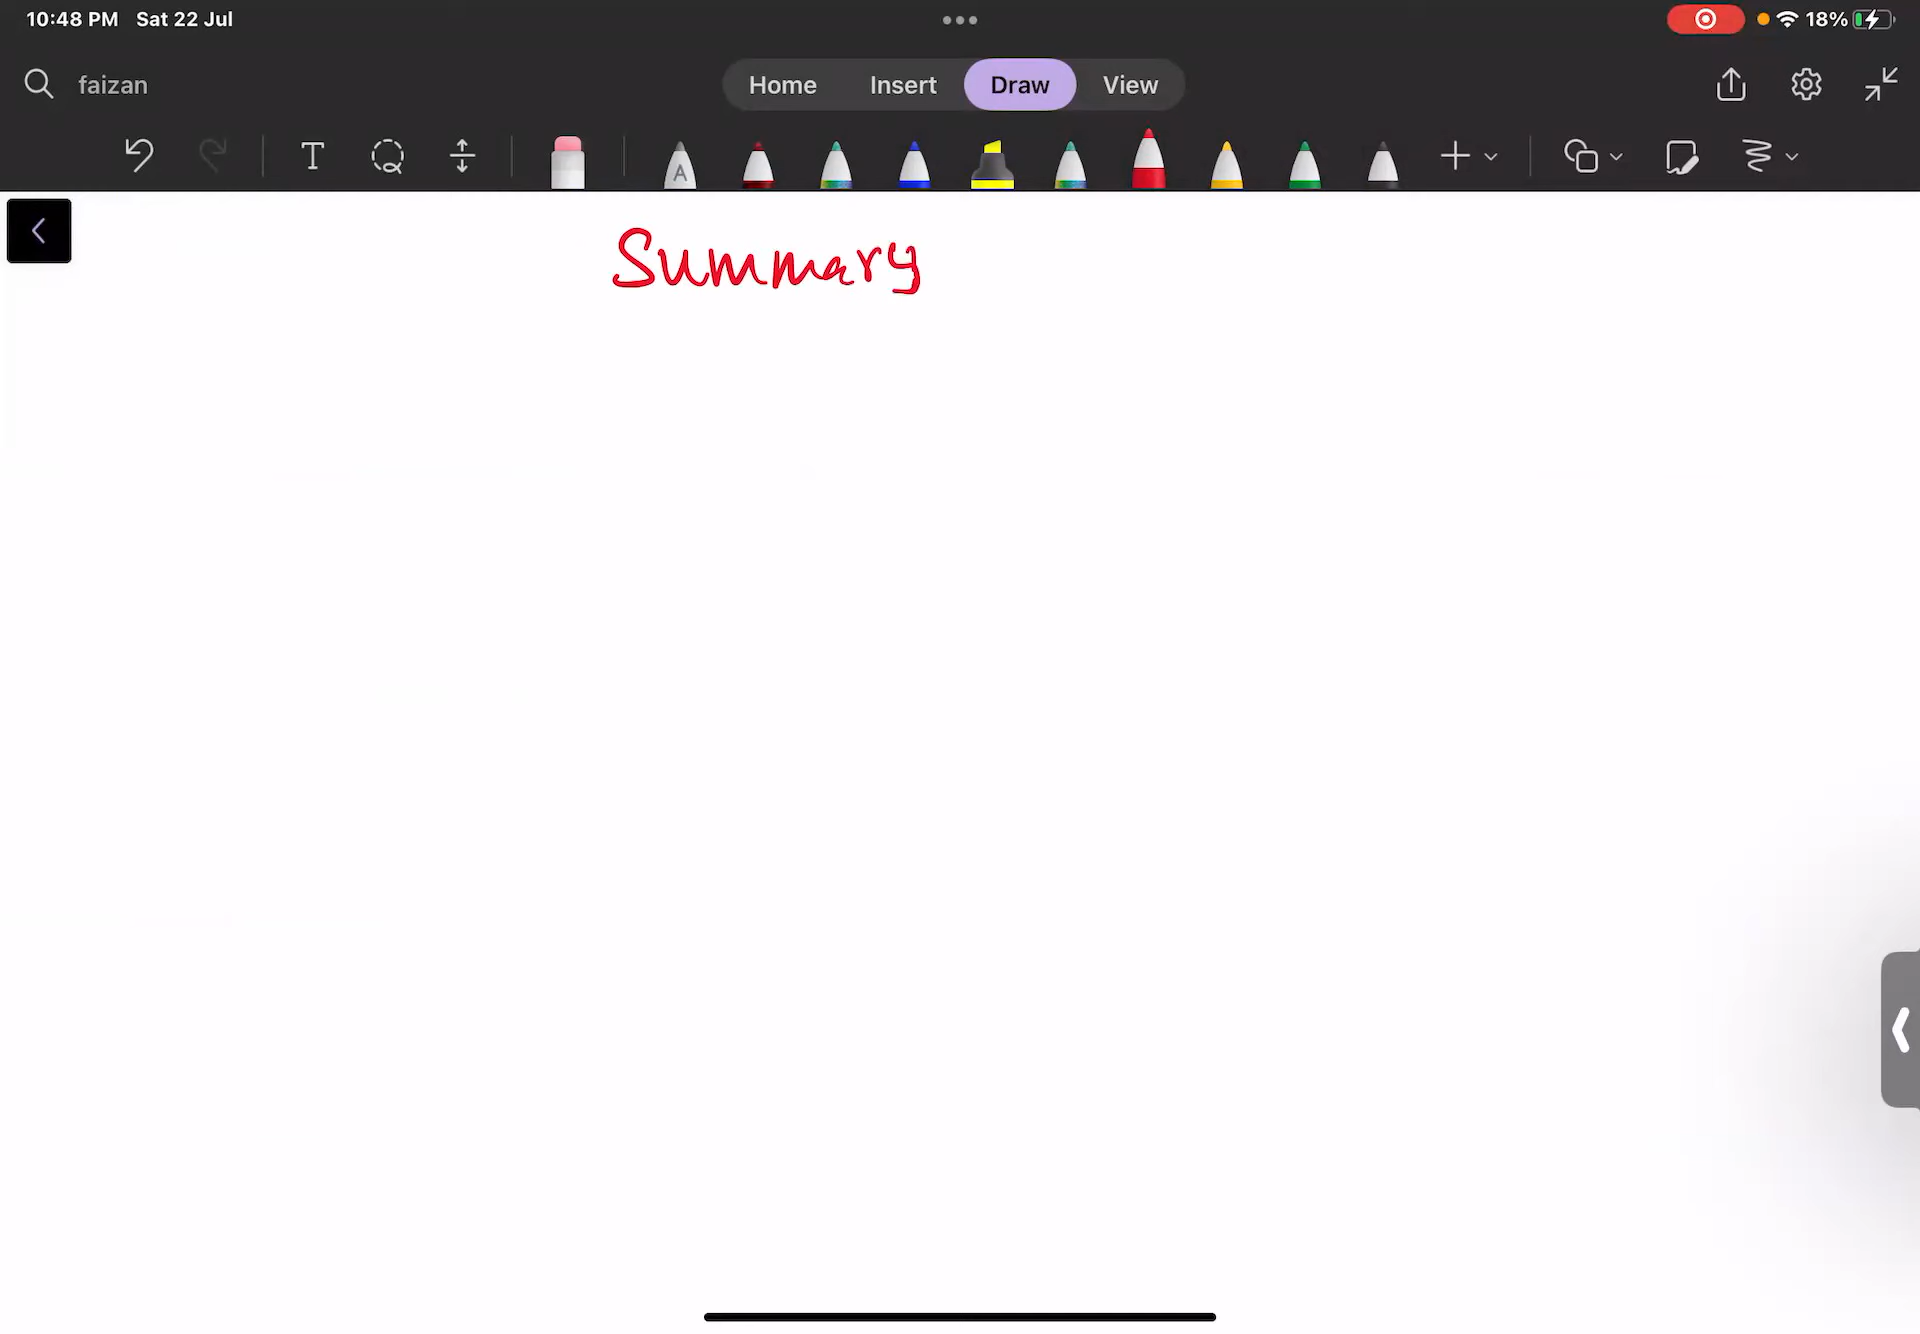 10:48 PM Sat 22 Jul
18%
faizan
Home Insert Draw View
T
A
Summary